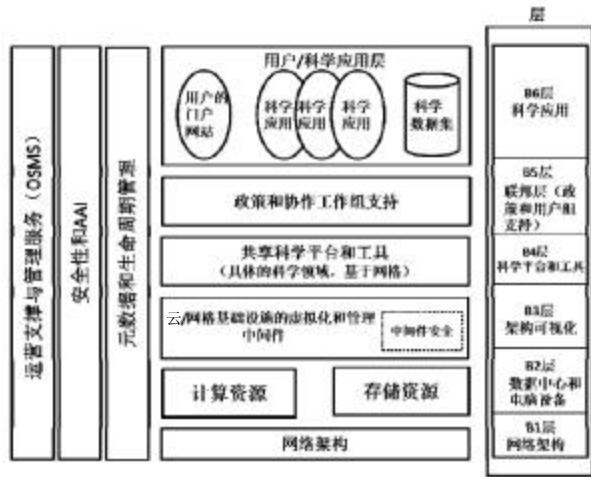 层
运营支撑与管理服务（OSMS）
安全性和AAI
元数据和生命周期管理
用户/科学应用层
用户的
门户
网站
科学
应用
科学
应用
科学
应用
科学
数据集
政策和协作工作组支持
共享科学平台和工具
（具体的科学领域，基于网格）
云/网格基础设施的虚拟化和管理
中间件
中间件安全
计算资源
存储资源
网络架构
B6层
科学应用
B5层
联邦层（政
策和用户组
支持）
B4层
科学平台和工具
B3层
架构可视化
B2层
数据中心和
电脑设备
B1层
网络架构